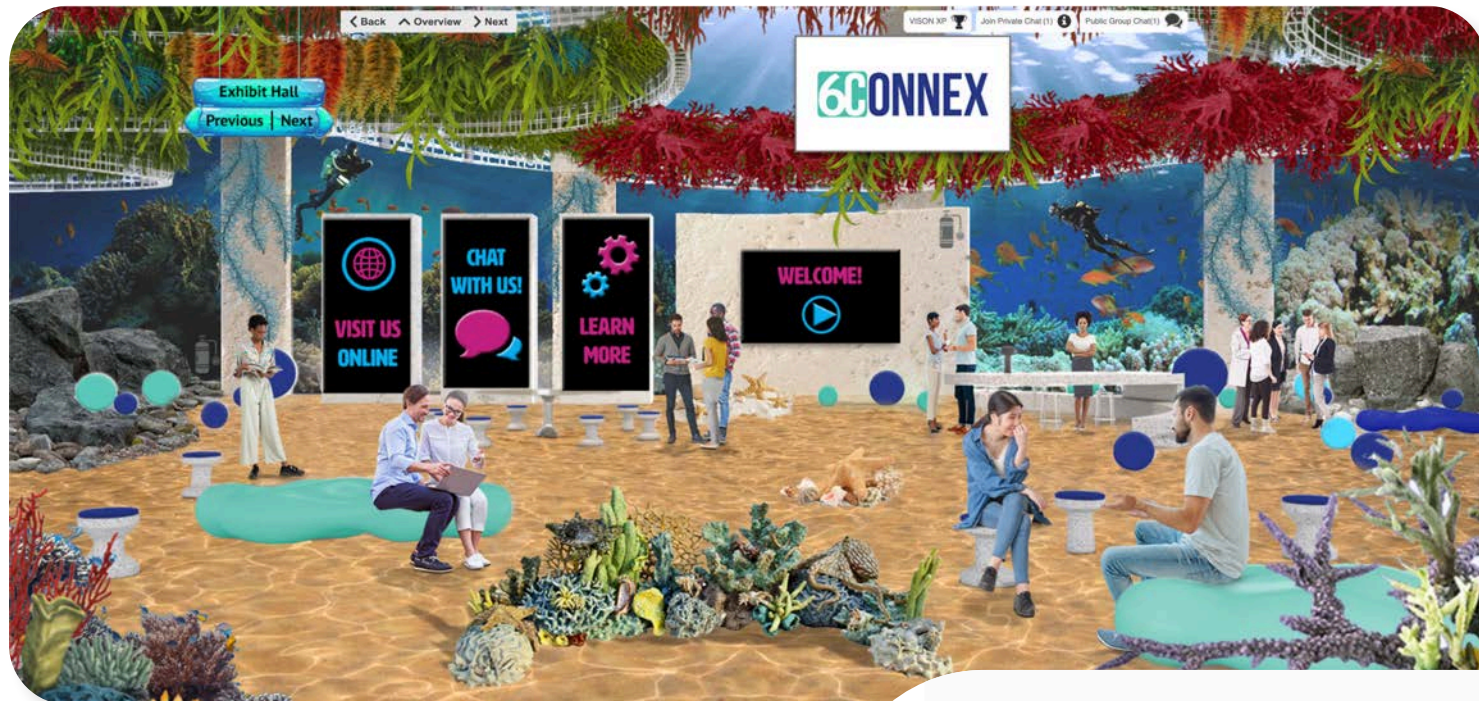 Back Overview Next
VISON XP Join Private Chat (1) Public Group Chat(1)
6CONNEX
Exhibit Hall
Previous | Next
VISIT US
ONLINE
CHAT
WITH US!
LEARN
MORE
WELCOME!